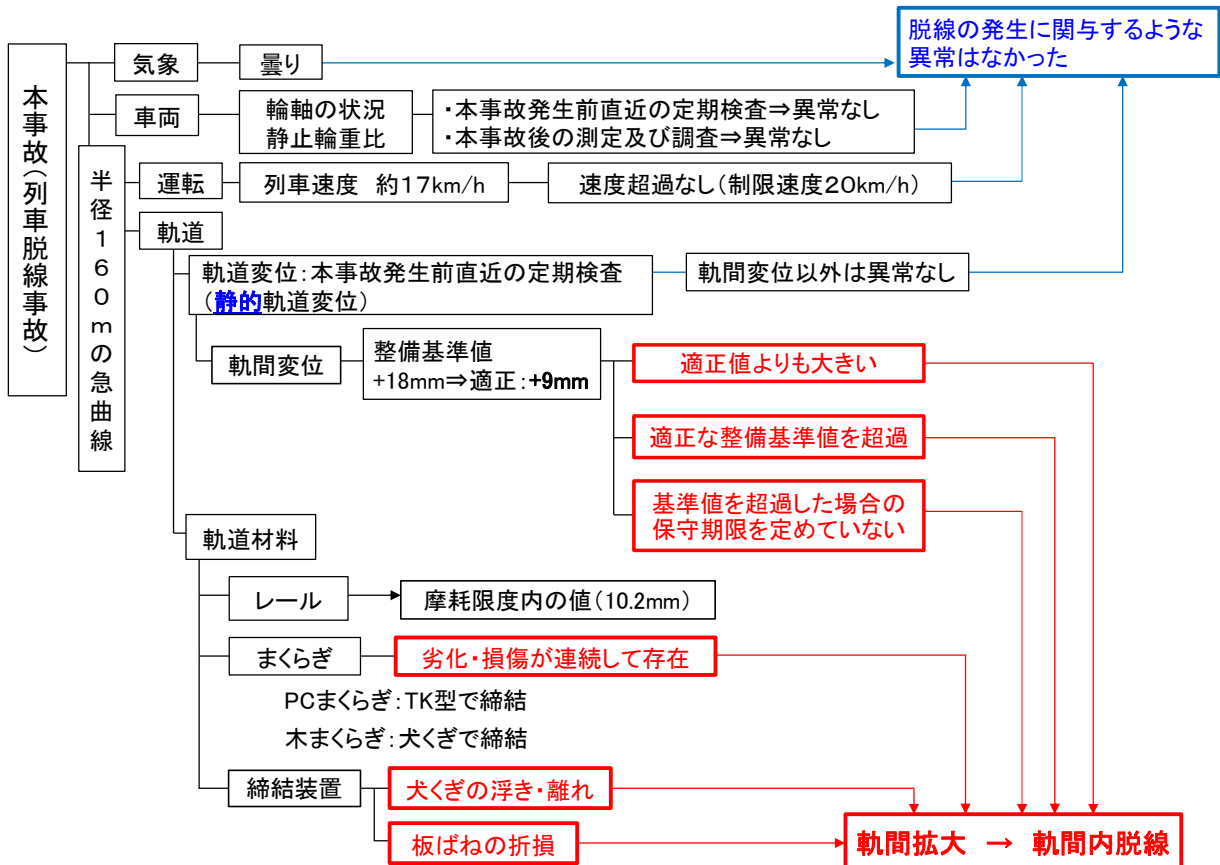 本事故(列車脱線事故)
気象
曇り
脱線の発生に関与するような
異常はなかった
車両
輪軸の状況
静止輪重比
・本事故発生前直近の定期検査⇒異常なし
・本事故後の測定及び調査⇒異常なし
半径160mの急曲線
運転
列車速度 約17km/h
速度超過なし(制限速度20km/h)
軌道
軌道変位:本事故発生前直近の定期検査
(静的軌道変位)
軌間変位以外は異常なし
軌間変位
整備基準値
+18mm⇒適正:+9mm
適正値よりも大きい
適正な整備基準値を超過
基準値を超過した場合の
保守期限を定めていない
軌道材料
レール
摩耗限度内の値(10.2mm)
まくらぎ
劣化・損傷が連続して存在
PCまくらぎ:TK型で締結
木まくらぎ:犬くぎで締結
締結装置
犬くぎの浮き・離れ
板ばねの折損
軌間拡大 → 軌間内脱線